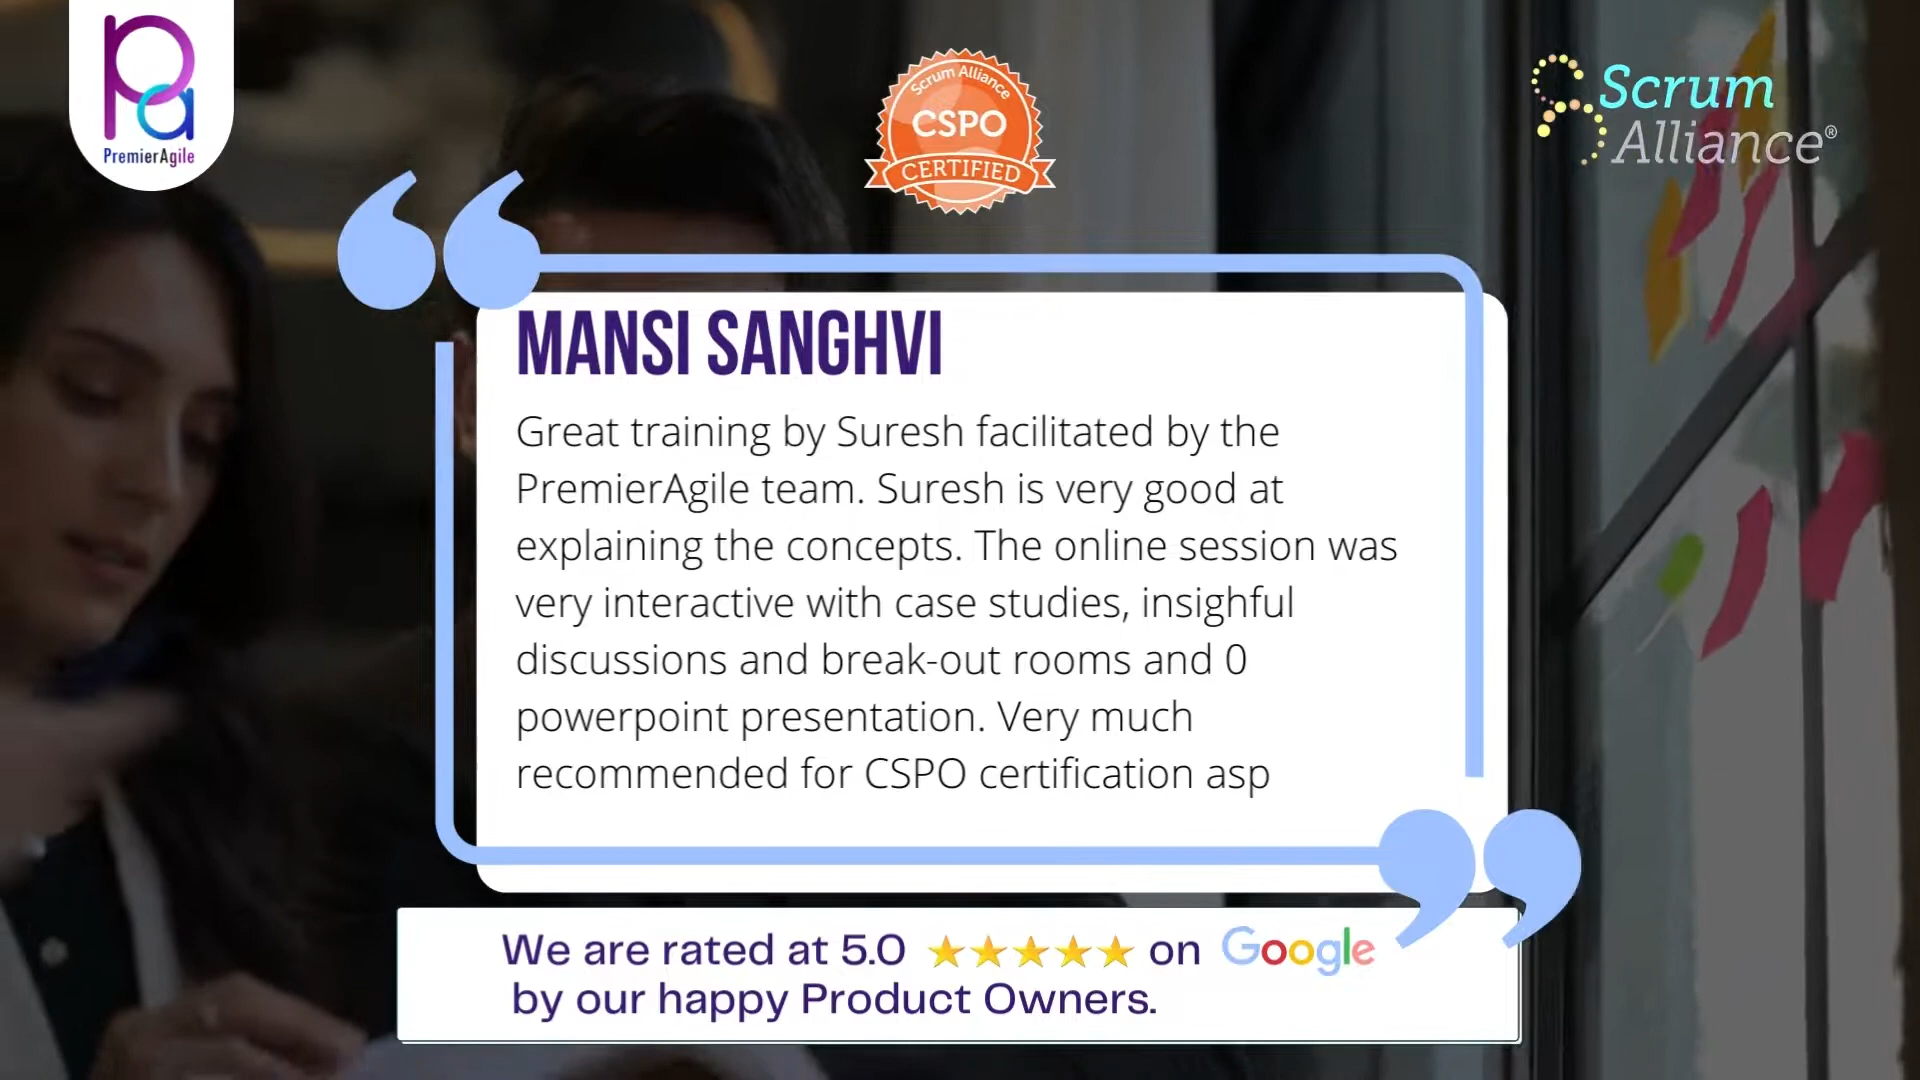 PremierAgile
Scrum Alliance
CSPO
CERTIFIED
Scrum
Alliance®
MANSI SANGHVI
Great training by Suresh facilitated by the
PremierAgile team. Suresh is very good at
explaining the concepts. The online session was
very interactive with case studies, insighful
discussions and break-out rooms and 0
powerpoint presentation. Very much
recommended for CSPO certification asp
We are rated at 5.0 ★★★★★ on Google
by our happy Product Owners.